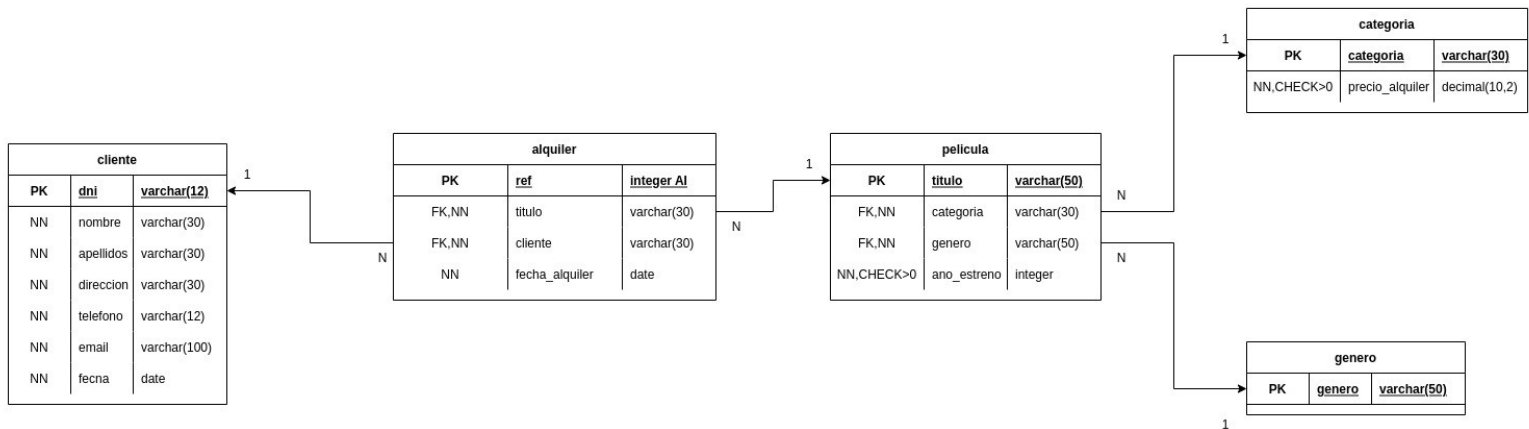 categoria
PK categoria varchar(30)
NN,CHECK>0 precio_alquiler decimal(10,2)
1
cliente
PK dni varchar(12)
NN nombre varchar(30)
NN apellidos varchar(30)
NN direccion varchar(30)
NN telefono varchar(12)
NN email varchar(100)
NN fecna date
1
N
alquiler
PK ref integer AI
FK,NN titulo varchar(30)
FK,NN cliente varchar(30)
NN fecha_alquiler date
N
1
pelicula
PK titulo varchar(50)
FK,NN categoria varchar(30)
FK,NN genero varchar(50)
NN,CHECK>0 ano_estreno integer
N
N
genero
PK genero varchar(50)
1